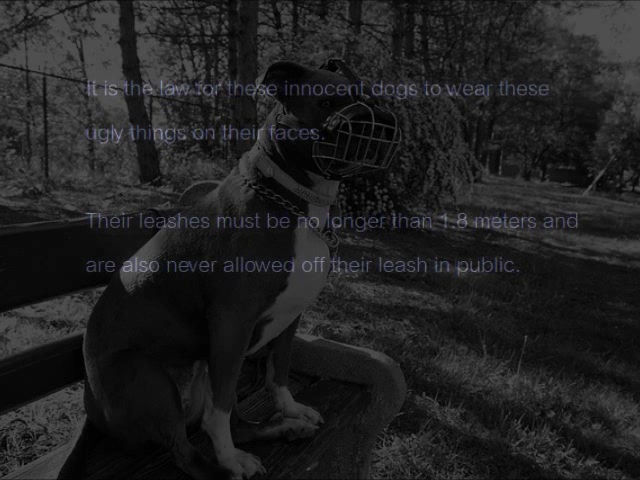 It is the law for these innocent dogs to wear these
ugly things on their faces.
Their leashes must be no longer than 1.8 meters and
are also never allowed off their leash in public.